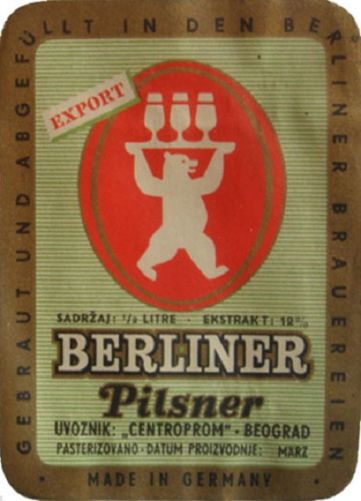 GEBRAUT UND ABGEFÜLLT IN DEN BERLINER BRAUEREIEN
EXPORT
SADRŽAJ: 1/2 LITRE · EKSTRAKT: 12%
BERLINER
Pilsner
UVOZNIK: „CENTROPROM" · BEOGRAD
PASTERIZOVANO · DATUM PROIZVODNJE: MÄRZ
· MADE IN GERMANY ·